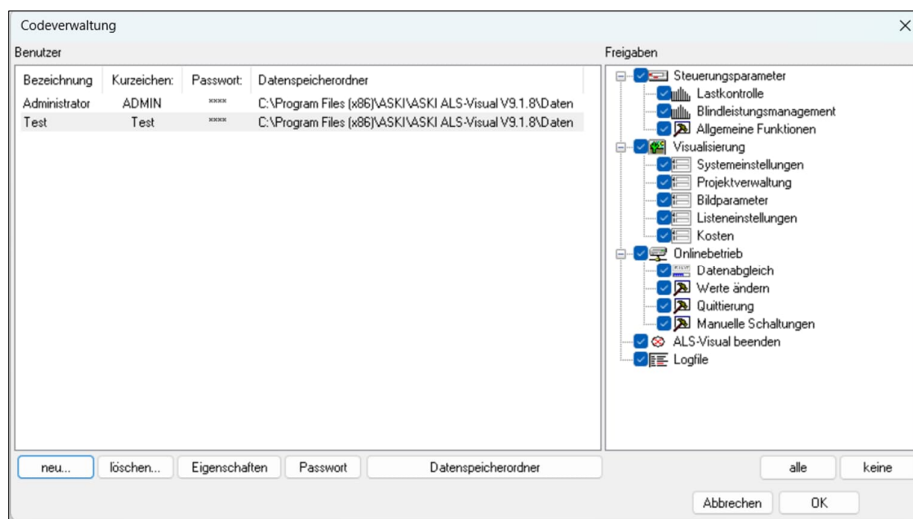 Codeverwaltung
Benutzer
Bezeichnung Kurzeichen: Passwort: Datenspeicherordner
Administrator ADMIN **** C:\Program Files (x86)\ASKI\ASKI ALS-Visual V9.1.8\Daten
Test Test **** C:\Program Files (x86)\ASKI\ASKI ALS-Visual V9.1.8\Daten
Freigaben
Steuerungsparameter
Lastkontrolle
Blindleistungsmanagement
Allgemeine Funktionen
Visualisierung
Systemeinstellungen
Projektverwaltung
Bildparameter
Listeneinstellungen
Kosten
Onlinebetrieb
Datenabgleich
Werte ändern
Quittierung
Manuelle Schaltungen
ALS-Visual beenden
Logfile
neu... löschen... Eigenschaften Passwort Datenspeicherordner alle keine
Abbrechen OK